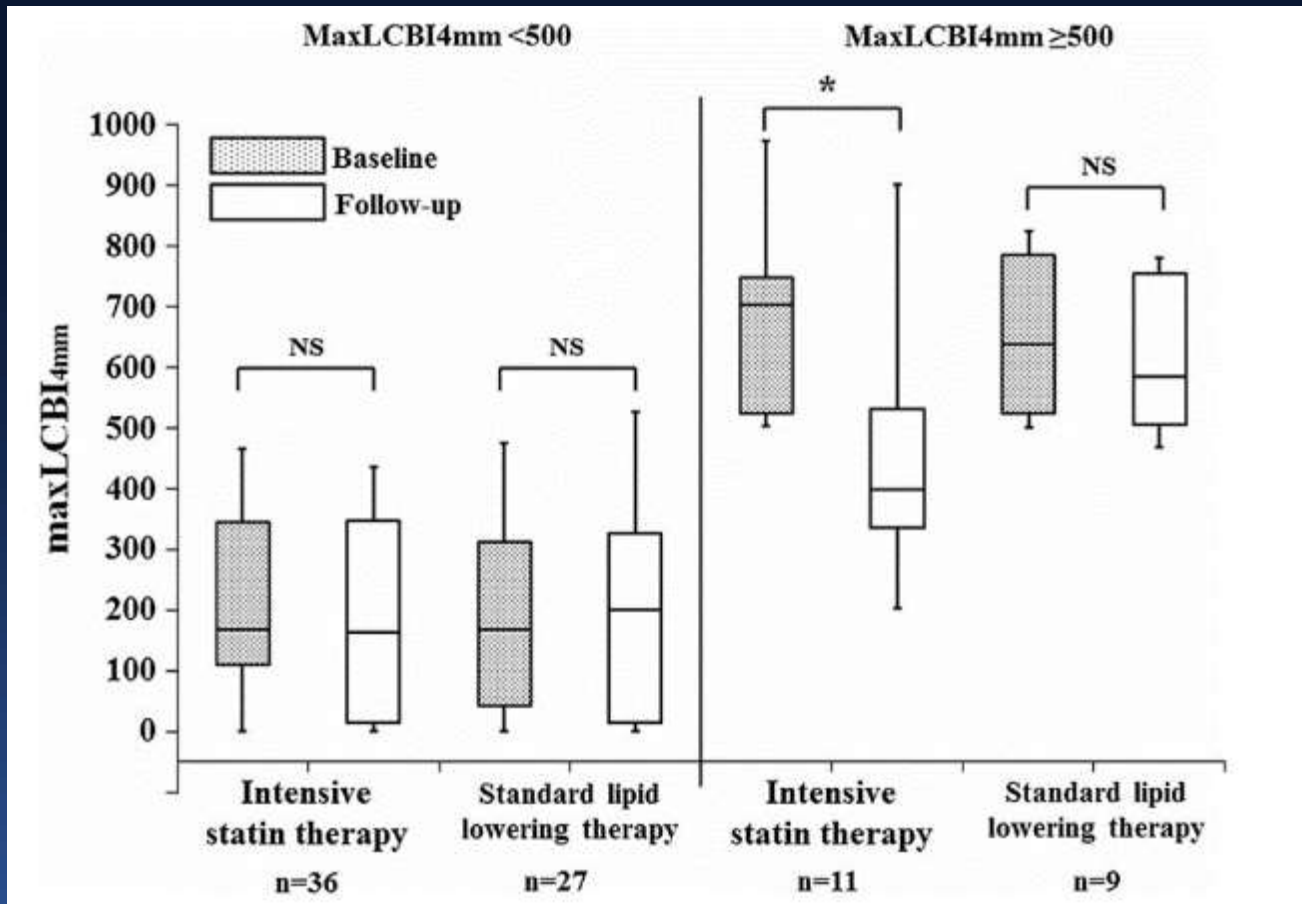 MaxLCBI4mm <500
MaxLCBI4mm ≥500
*
1000
900
800
700
600
500
400
300
200
100
0
maxLCBI4mm
Baseline
Follow-up
NS
NS
NS
Intensive
statin therapy
n=36
Standard lipid
lowering therapy
n=27
Intensive
statin therapy
n=11
Standard lipid
lowering therapy
n=9